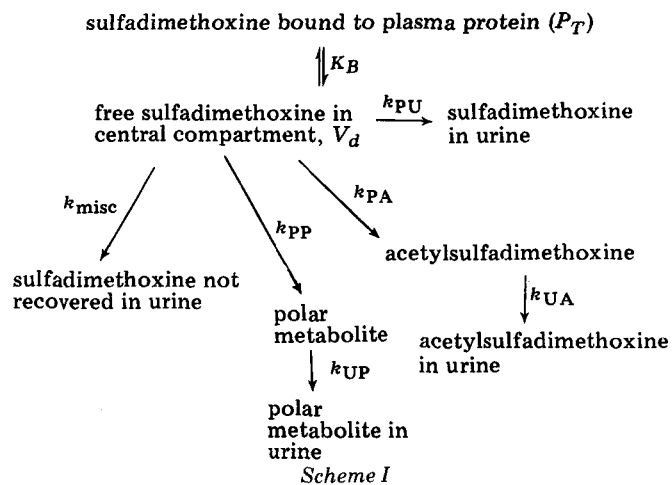 sulfadimethoxine bound to plasma protein (P_T)
K_B
free sulfadimethoxine in
central compartment, V_d
k_PU
sulfadimethoxine
in urine
k_misc
k_PP
k_PA
sulfadimethoxine not
recovered in urine
acetylsulfadimethoxine
k_UA
polar
metabolite
acetylsulfadimethoxine
in urine
k_UP
polar
metabolite in
urine
Scheme I